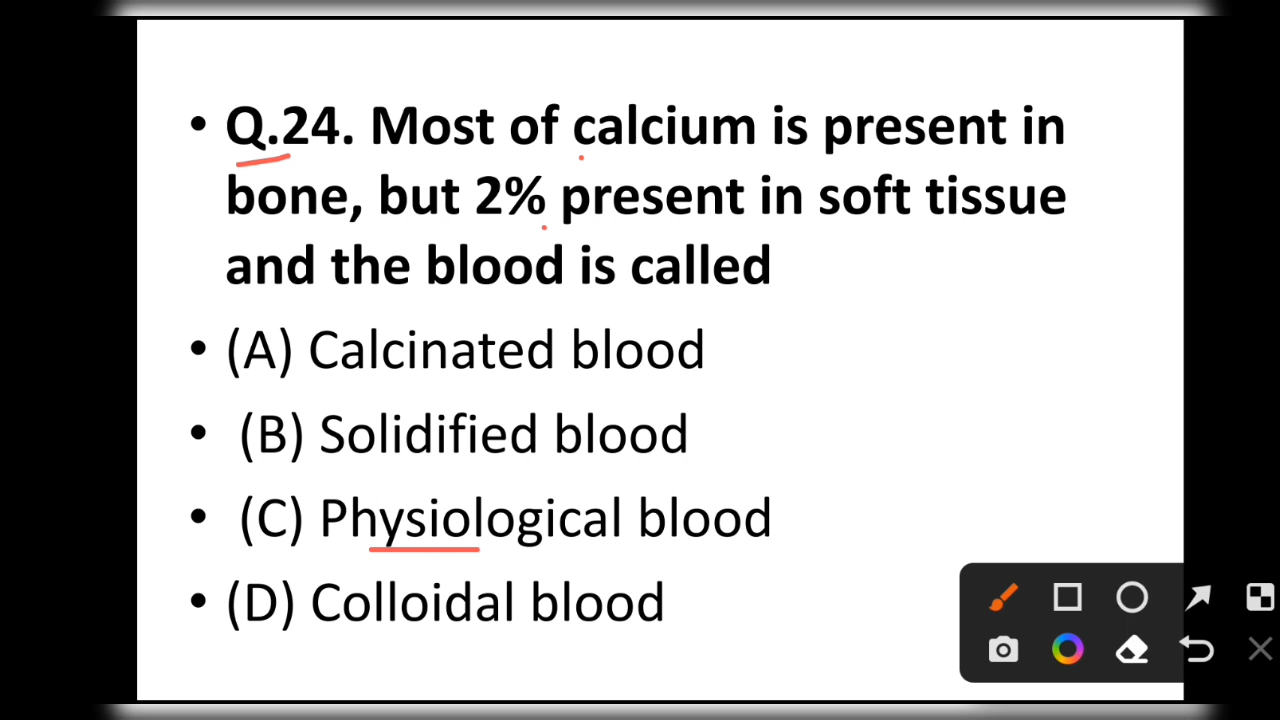 • Q.24. Most of calcium is present in
bone, but 2% present in soft tissue
and the blood is called
• (A) Calcinated blood
• (B) Solidified blood
• (C) Physiological blood
• (D) Colloidal blood